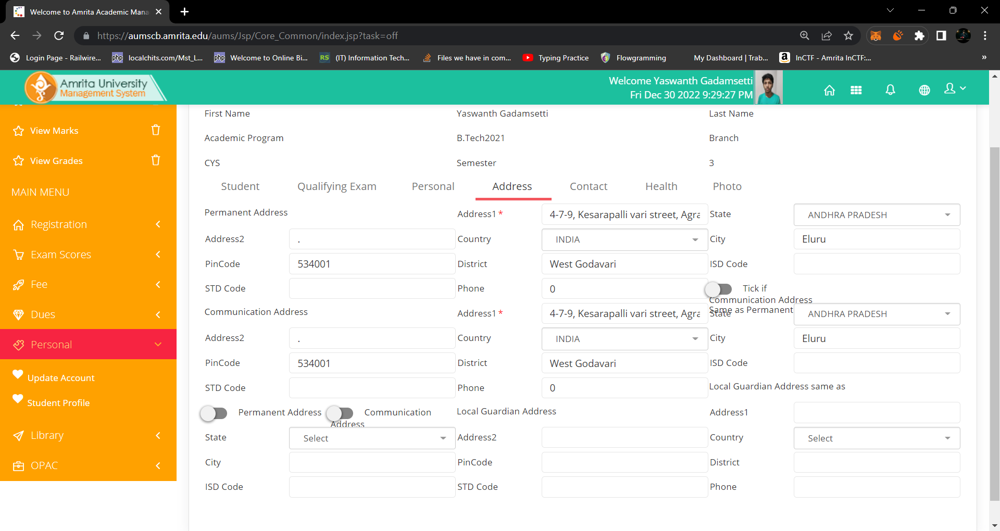 Welcome to Amrita Academic Mana
https://aumscb.amrita.edu/aums/Jsp/Core_Common/index.jsp?task=off
Login Page - Railwire...
php
localchits.com/Mst_L...
php
Welcome to Online Bi...
RS
(IT) Information Tech...
Files we have in com...
Typing Practice
Flowgramming
My Dashboard | Trab...
a
InCTF - Amrita InCTF:...
»
Amrita University
Management System
Welcome Yaswanth Gadamsetti
Fri Dec 30 2022 9:29:27 PM
View Marks
View Grades
MAIN MENU
Registration
Exam Scores
Fee
Dues
Personal
Update Account
Student Profile
Library
OPAC
First Name Yaswanth Gadamsetti Last Name
Academic Program B.Tech2021 Branch
CYS Semester 3
Student Qualifying Exam Personal Address Contact Health Photo
Permanent Address Address1* 4-7-9, Kesarapalli vari street, Agra State ANDHRA PRADESH
Address2 . Country INDIA City Eluru
PinCode 534001 District West Godavari ISD Code
STD Code Phone 0 Tick if
Communication Address
Same as Permanent
Communication Address Address1* 4-7-9, Kesarapalli vari street, Agra State ANDHRA PRADESH
Address2 . Country INDIA City Eluru
PinCode 534001 District West Godavari ISD Code
STD Code Phone 0 Local Guardian Address same as
Permanent Address Communication
Address
Local Guardian Address Address1
State Select Address2 Country Select
City PinCode District
ISD Code STD Code Phone